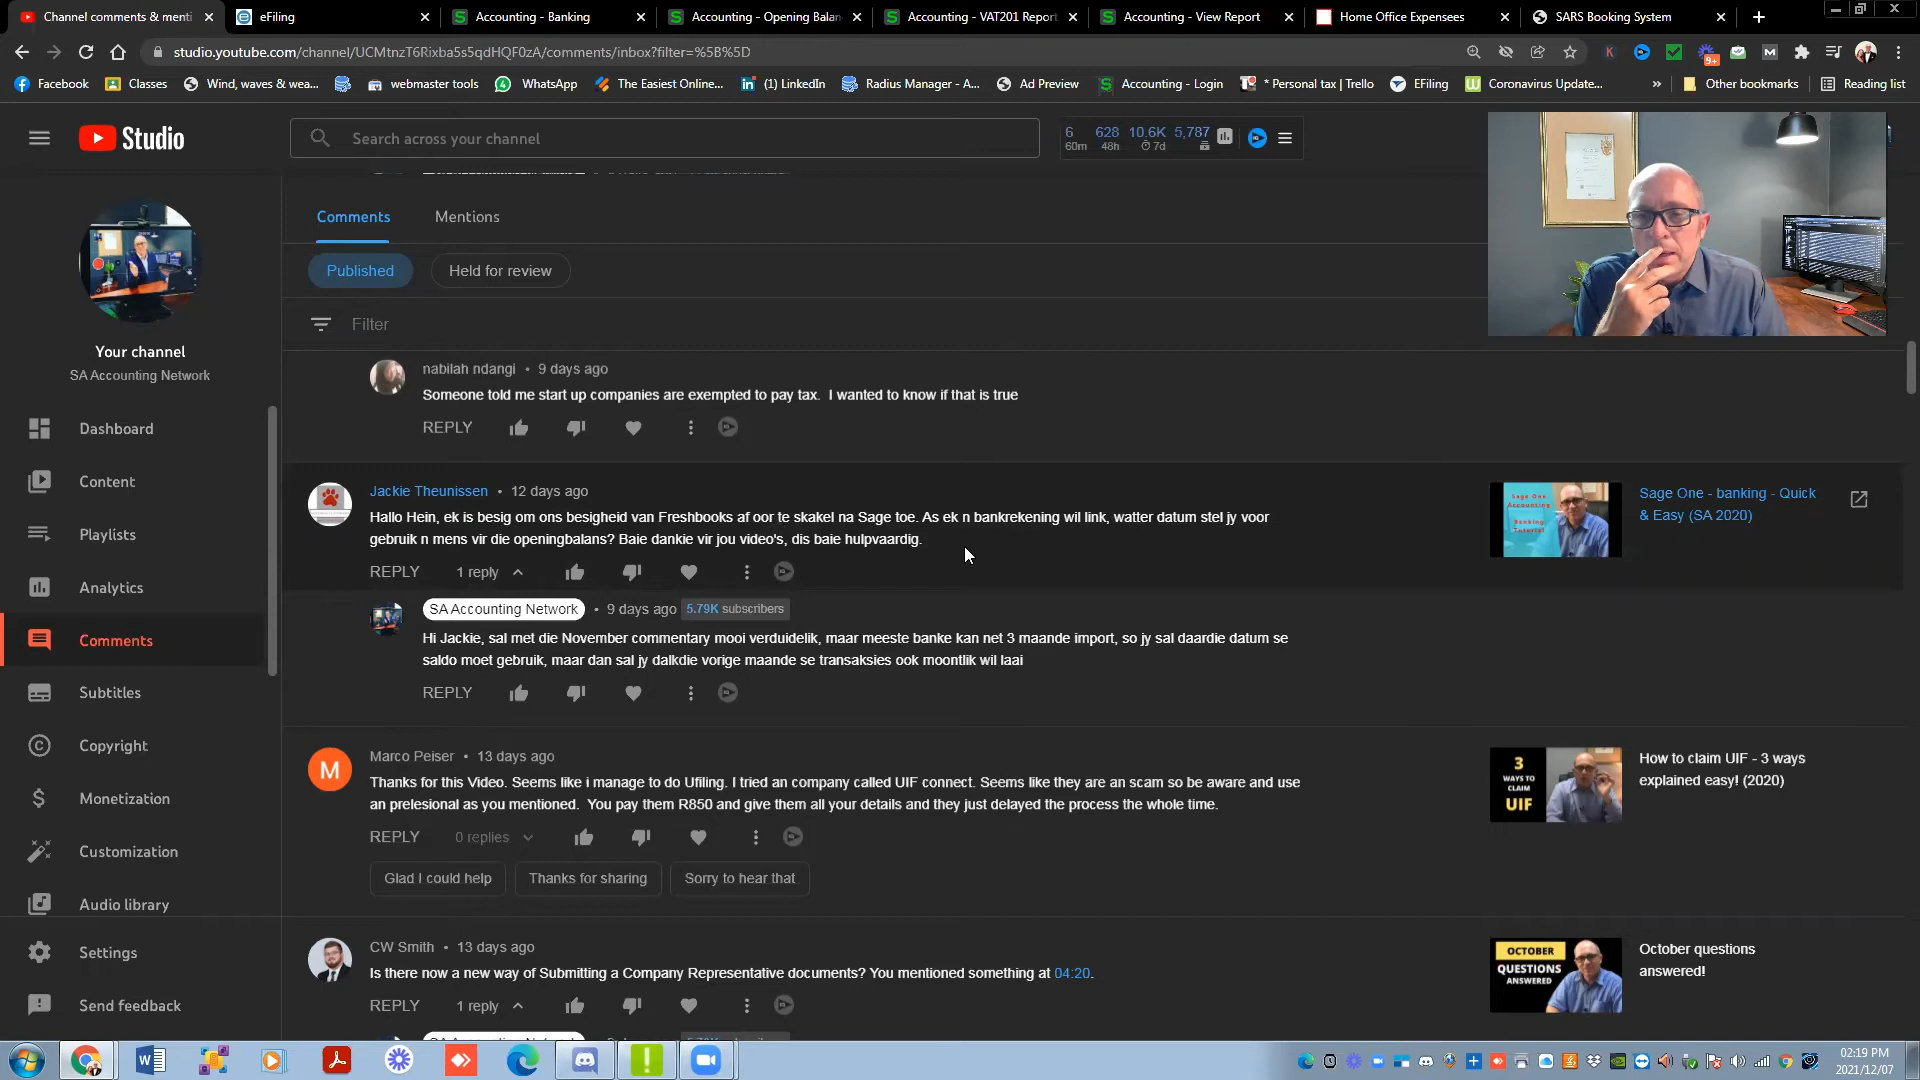 Channel comments & menti
eFiling
Accounting - Banking
Accounting - Opening Balan
Accounting - VAT201 Report
Accounting - View Report
Home Office Expensees
SARS Booking System
studio.youtube.com/channel/UCMtnzT6Rixba5s5qdHQF0zA/comments/inbox?filter=%5B%5D
Facebook
Classes
Wind, waves & wea...
webmaster tools
WhatsApp
The Easiest Online...
(1) LinkedIn
Radius Manager - A...
Ad Preview
Accounting - Login
* Personal tax | Trello
EFiling
Coronavirus Update...
Other bookmarks
Reading list
Studio
Search across your channel
6 628 10.6K 5,787
60m 48h 7d
Your channel
SA Accounting Network
Dashboard
Content
Playlists
Analytics
Comments
Subtitles
Copyright
Monetization
Customization
Audio library
Settings
Send feedback
Comments Mentions
Published Held for review
Filter
nabilah ndangi • 9 days ago
Someone told me start up companies are exempted to pay tax. I wanted to know if that is true
REPLY
Jackie Theunissen • 12 days ago
Hallo Hein, ek is besig om ons besigheid van Freshbooks af oor te skakel na Sage toe. As ek n bankrekening wil link, watter datum stel jy voor
gebruik n mens vir die openingbalans? Baie dankie vir jou video's, dis baie hulpvaardig.
REPLY 1 reply
Sage One Accounting
Banking Tutorial
Sage One - banking - Quick
& Easy (SA 2020)
SA Accounting Network • 9 days ago 5.79K subscribers
Hi Jackie, sal met die November commentary mooi verduidelik, maar meeste banke kan net 3 maande import, so jy sal daardie datum se
saldo moet gebruik, maar dan sal jy dalkdie vorige maande se transaksies ook moontlik wil laai
REPLY
Marco Peiser • 13 days ago
Thanks for this Video. Seems like i manage to do Ufiling. I tried an company called UIF connect. Seems like they are an scam so be aware and use
an prelesional as you mentioned. You pay them R850 and give them all your details and they just delayed the process the whole time.
REPLY 0 replies
Glad I could help Thanks for sharing Sorry to hear that
3
WAYS TO
CLAIM
UIF
How to claim UIF - 3 ways
explained easy! (2020)
CW Smith • 13 days ago
Is there now a new way of Submitting a Company Representative documents? You mentioned something at 04:20.
REPLY 1 reply
OCTOBER
QUESTIONS
ANSWERED
October questions
answered!
02:19 PM
2021/12/07